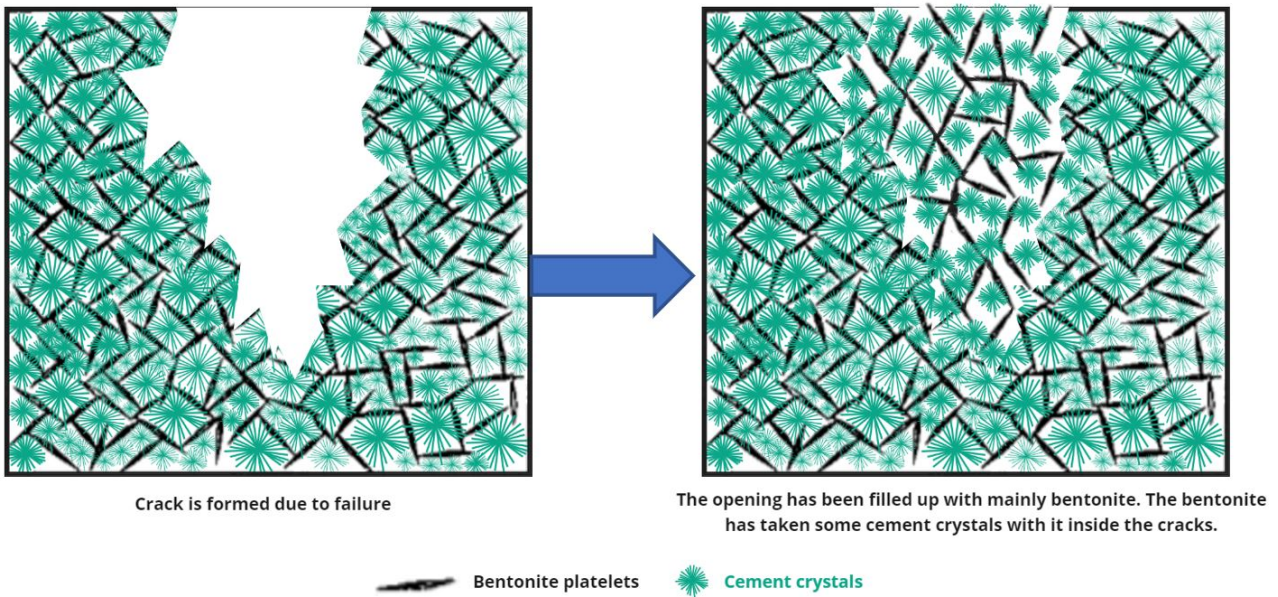 Crack is formed due to failure
The opening has been filled up with mainly bentonite. The bentonite
has taken some cement crystals with it inside the cracks.
Bentonite platelets
Cement crystals